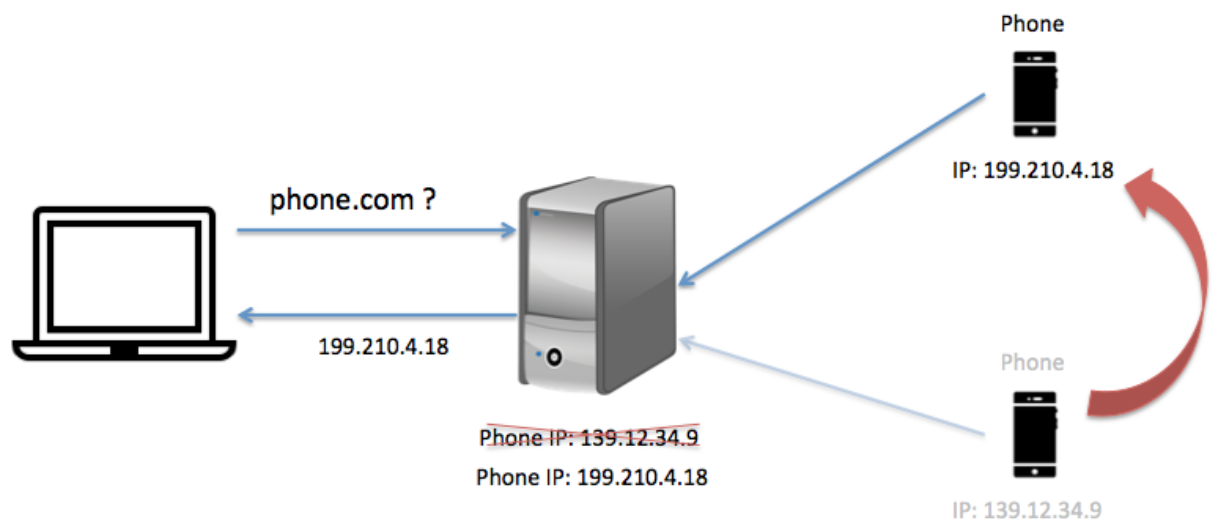 Phone
IP: 199.210.4.18
phone.com ?
199.210.4.18
Phone
IP: 139.12.34.9
Phone IP: 139.12.34.9
Phone IP: 199.210.4.18